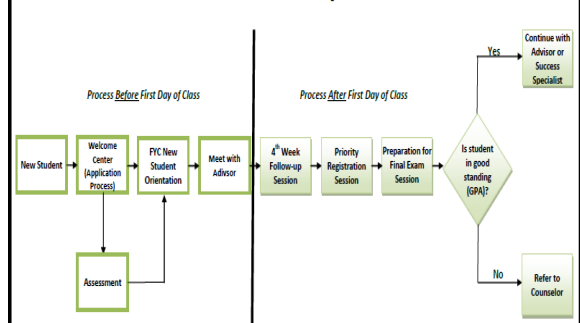 Process Before First Day of Class
Process After First Day of Class
New Student
Welcome
Center
(Application
Process)
FYC New
Student
Orientation
Meet with
Adivsor
Assessment
4th Week
Follow-up
Session
Priority
Registration
Session
Preparation for
Final Exam
Session
Is student
in good
standing
(GPA)?
Yes
Continue with
Advisor or
Success
Specialist
No
Refer to
Counselor